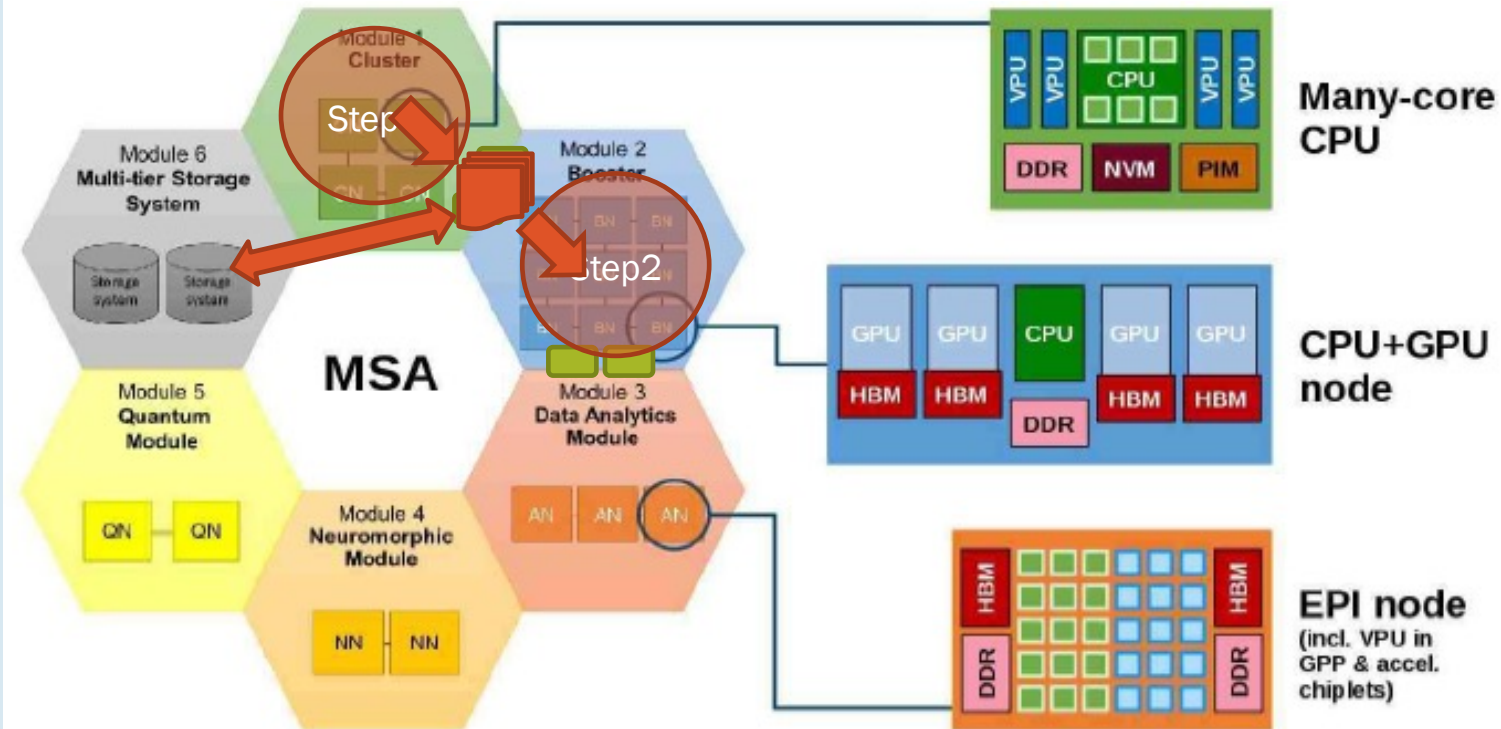 Module 1
Cluster
Step
CN
CN
Module 2
Booster
BN
BN
Step2
BN
BN
BN
BN
Module 6
Multi-tier Storage
System
Storage
system
Storage
system
MSA
Module 5
Quantum
Module
QN
QN
Module 4
Neuromorphic
Module
NN
NN
Module 3
Data Analytics
Module
AN
AN
AN
VPU
VPU
CPU
VPU
VPU
DDR
NVM
PIM
Many-core
CPU
GPU
GPU
CPU
GPU
GPU
HBM
HBM
HBM
HBM
DDR
CPU+GPU
node
HBM
DDR
HBM
DDR
EPI node
(incl. VPU in
GPP & accel.
chiplets)